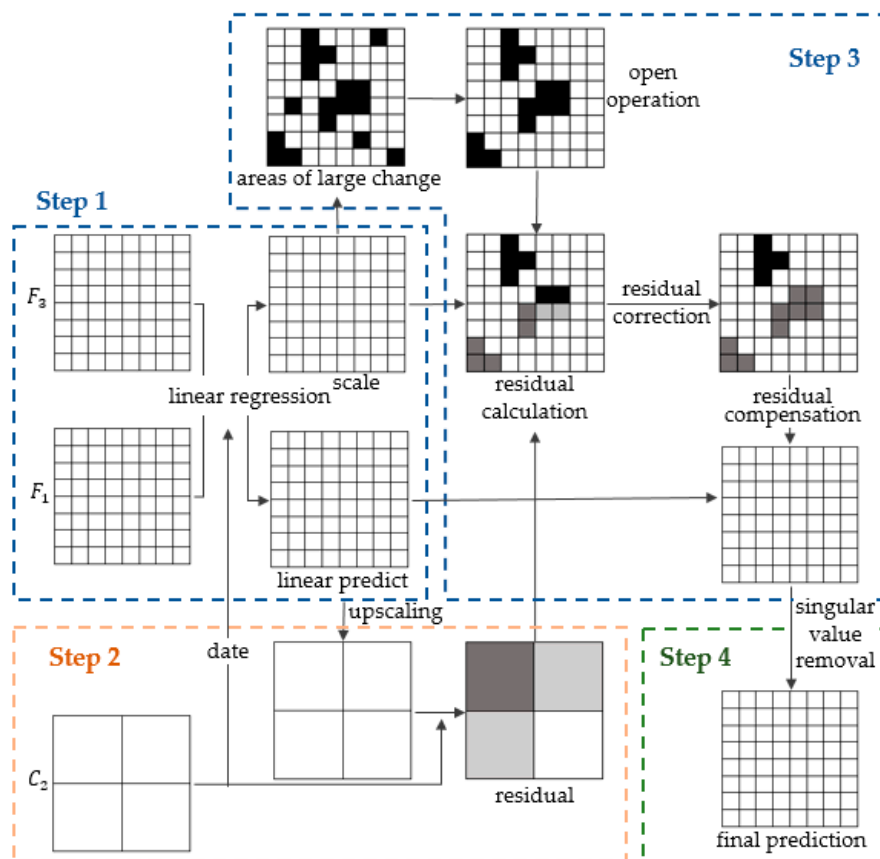 Step 3
open
operation
areas of large change
Step 1
F₃
scale
linear regression
F₁
linear predict
residual
calculation
residual
correction
residual
compensation
upscaling
singular
value
removal
Step 2
date
C₂
residual
Step 4
final prediction